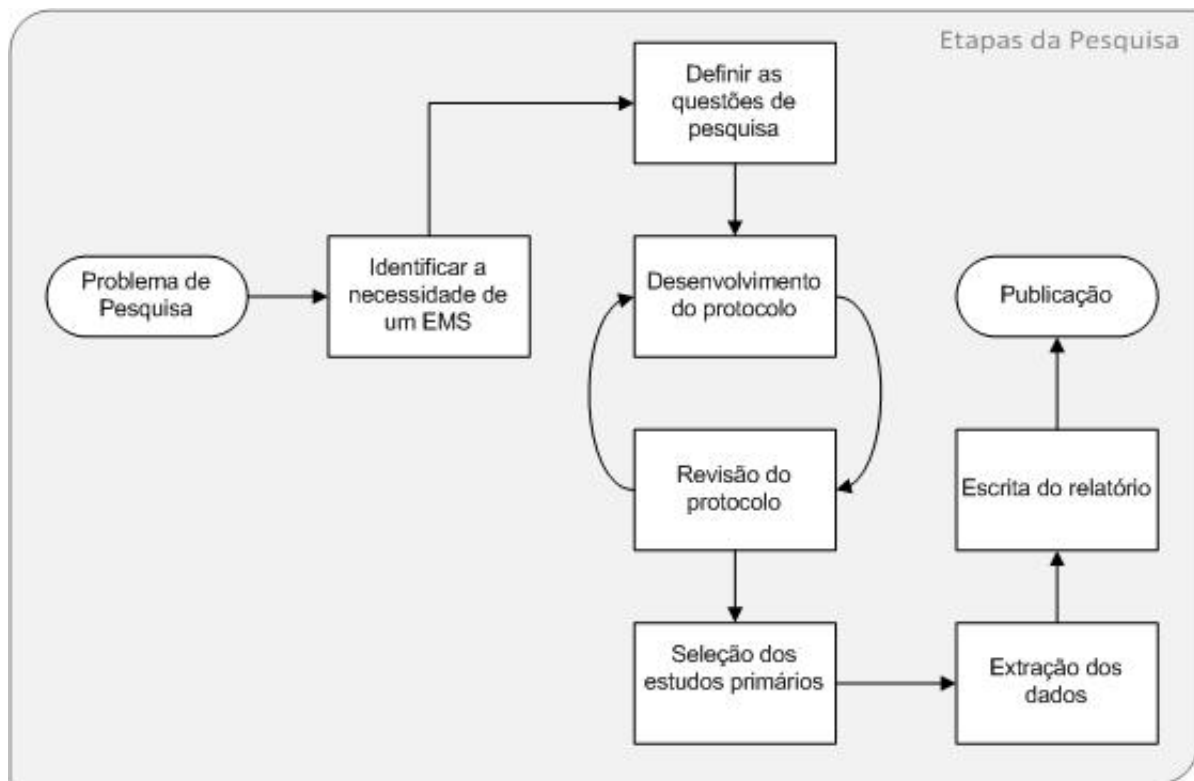 Etapas da Pesquisa
Problema de
Pesquisa
Identificar a
necessidade de
um EMS
Definir as
questões de
pesquisa
Desenvolvimento
do protocolo
Revisão do
protocolo
Seleção dos
estudos primários
Extração dos
dados
Escrita do relatório
Publicação